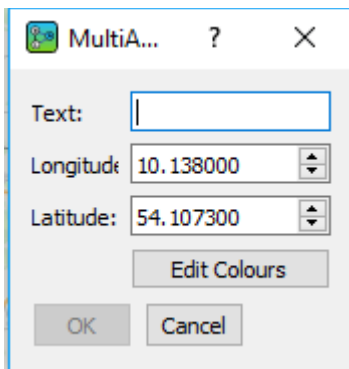 MultiA... ?
Text:
Longitude 10.138000
Latitude: 54.107300
Edit Colours
OK Cancel